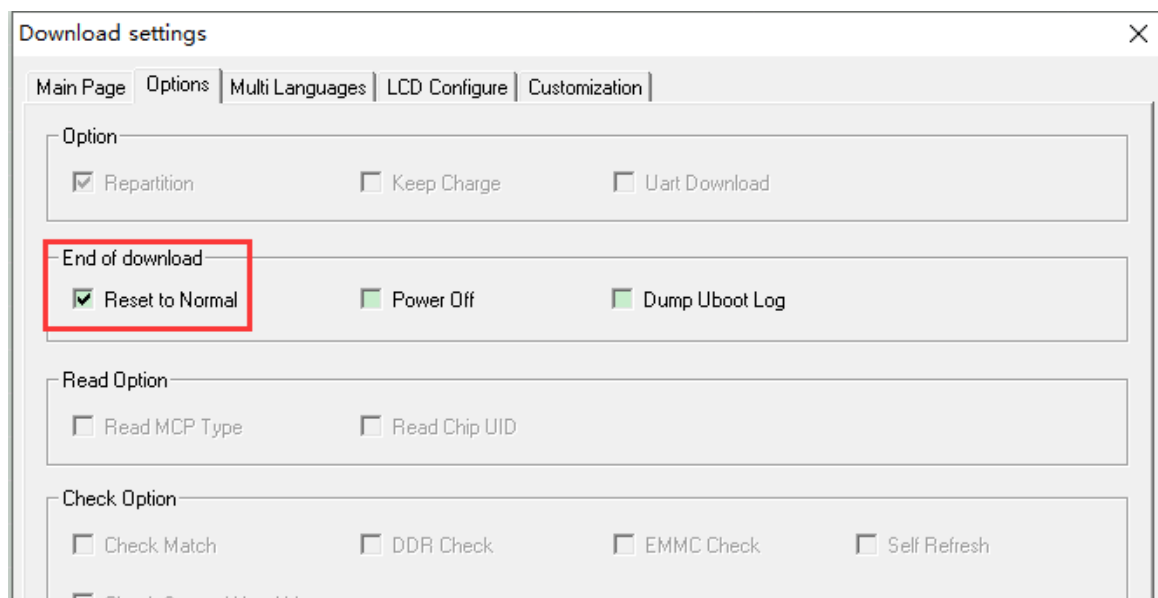 Download settings
Main Page Options Multi Languages LCD Configure Customization
Option
Repartition Keep Charge Uart Download
End of download
Reset to Normal Power Off Dump Uboot Log
Read Option
Read MCP Type Read Chip UID
Check Option
Check Match DDR Check EMMC Check Self Refresh